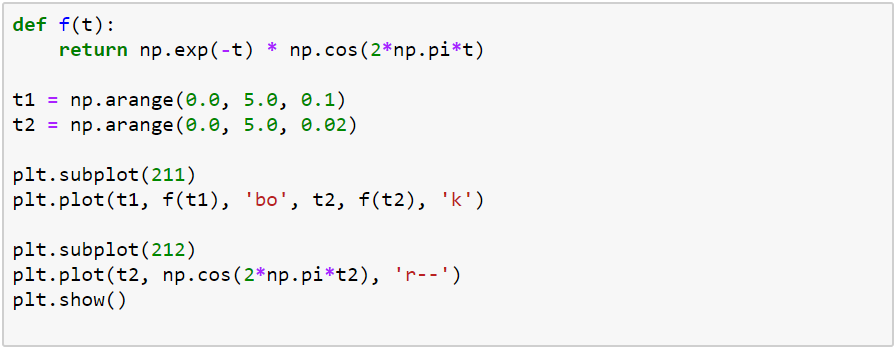 def f(t):
    return np.exp(-t) * np.cos(2*np.pi*t)

t1 = np.arange(0.0, 5.0, 0.1)
t2 = np.arange(0.0, 5.0, 0.02)

plt.subplot(211)
plt.plot(t1, f(t1), 'bo', t2, f(t2), 'k')

plt.subplot(212)
plt.plot(t2, np.cos(2*np.pi*t2), 'r--')
plt.show()